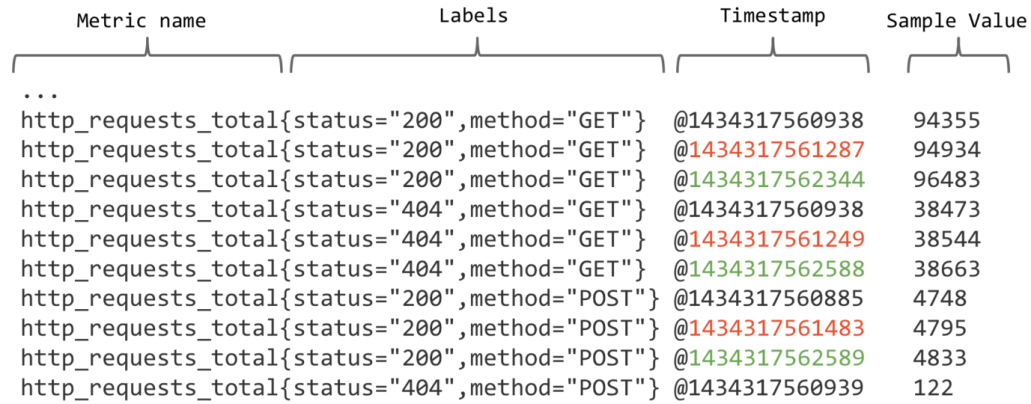 Metric name Labels Timestamp Sample Value
...
http_requests_total{status="200",method="GET"} @1434317560938 94355
http_requests_total{status="200",method="GET"} @1434317561287 94934
http_requests_total{status="200",method="GET"} @1434317562344 96483
http_requests_total{status="404",method="GET"} @1434317560938 38473
http_requests_total{status="404",method="GET"} @1434317561249 38544
http_requests_total{status="404",method="GET"} @1434317562588 38663
http_requests_total{status="200",method="POST"} @1434317560885 4748
http_requests_total{status="200",method="POST"} @1434317561483 4795
http_requests_total{status="200",method="POST"} @1434317562589 4833
http_requests_total{status="404",method="POST"} @1434317560939 122